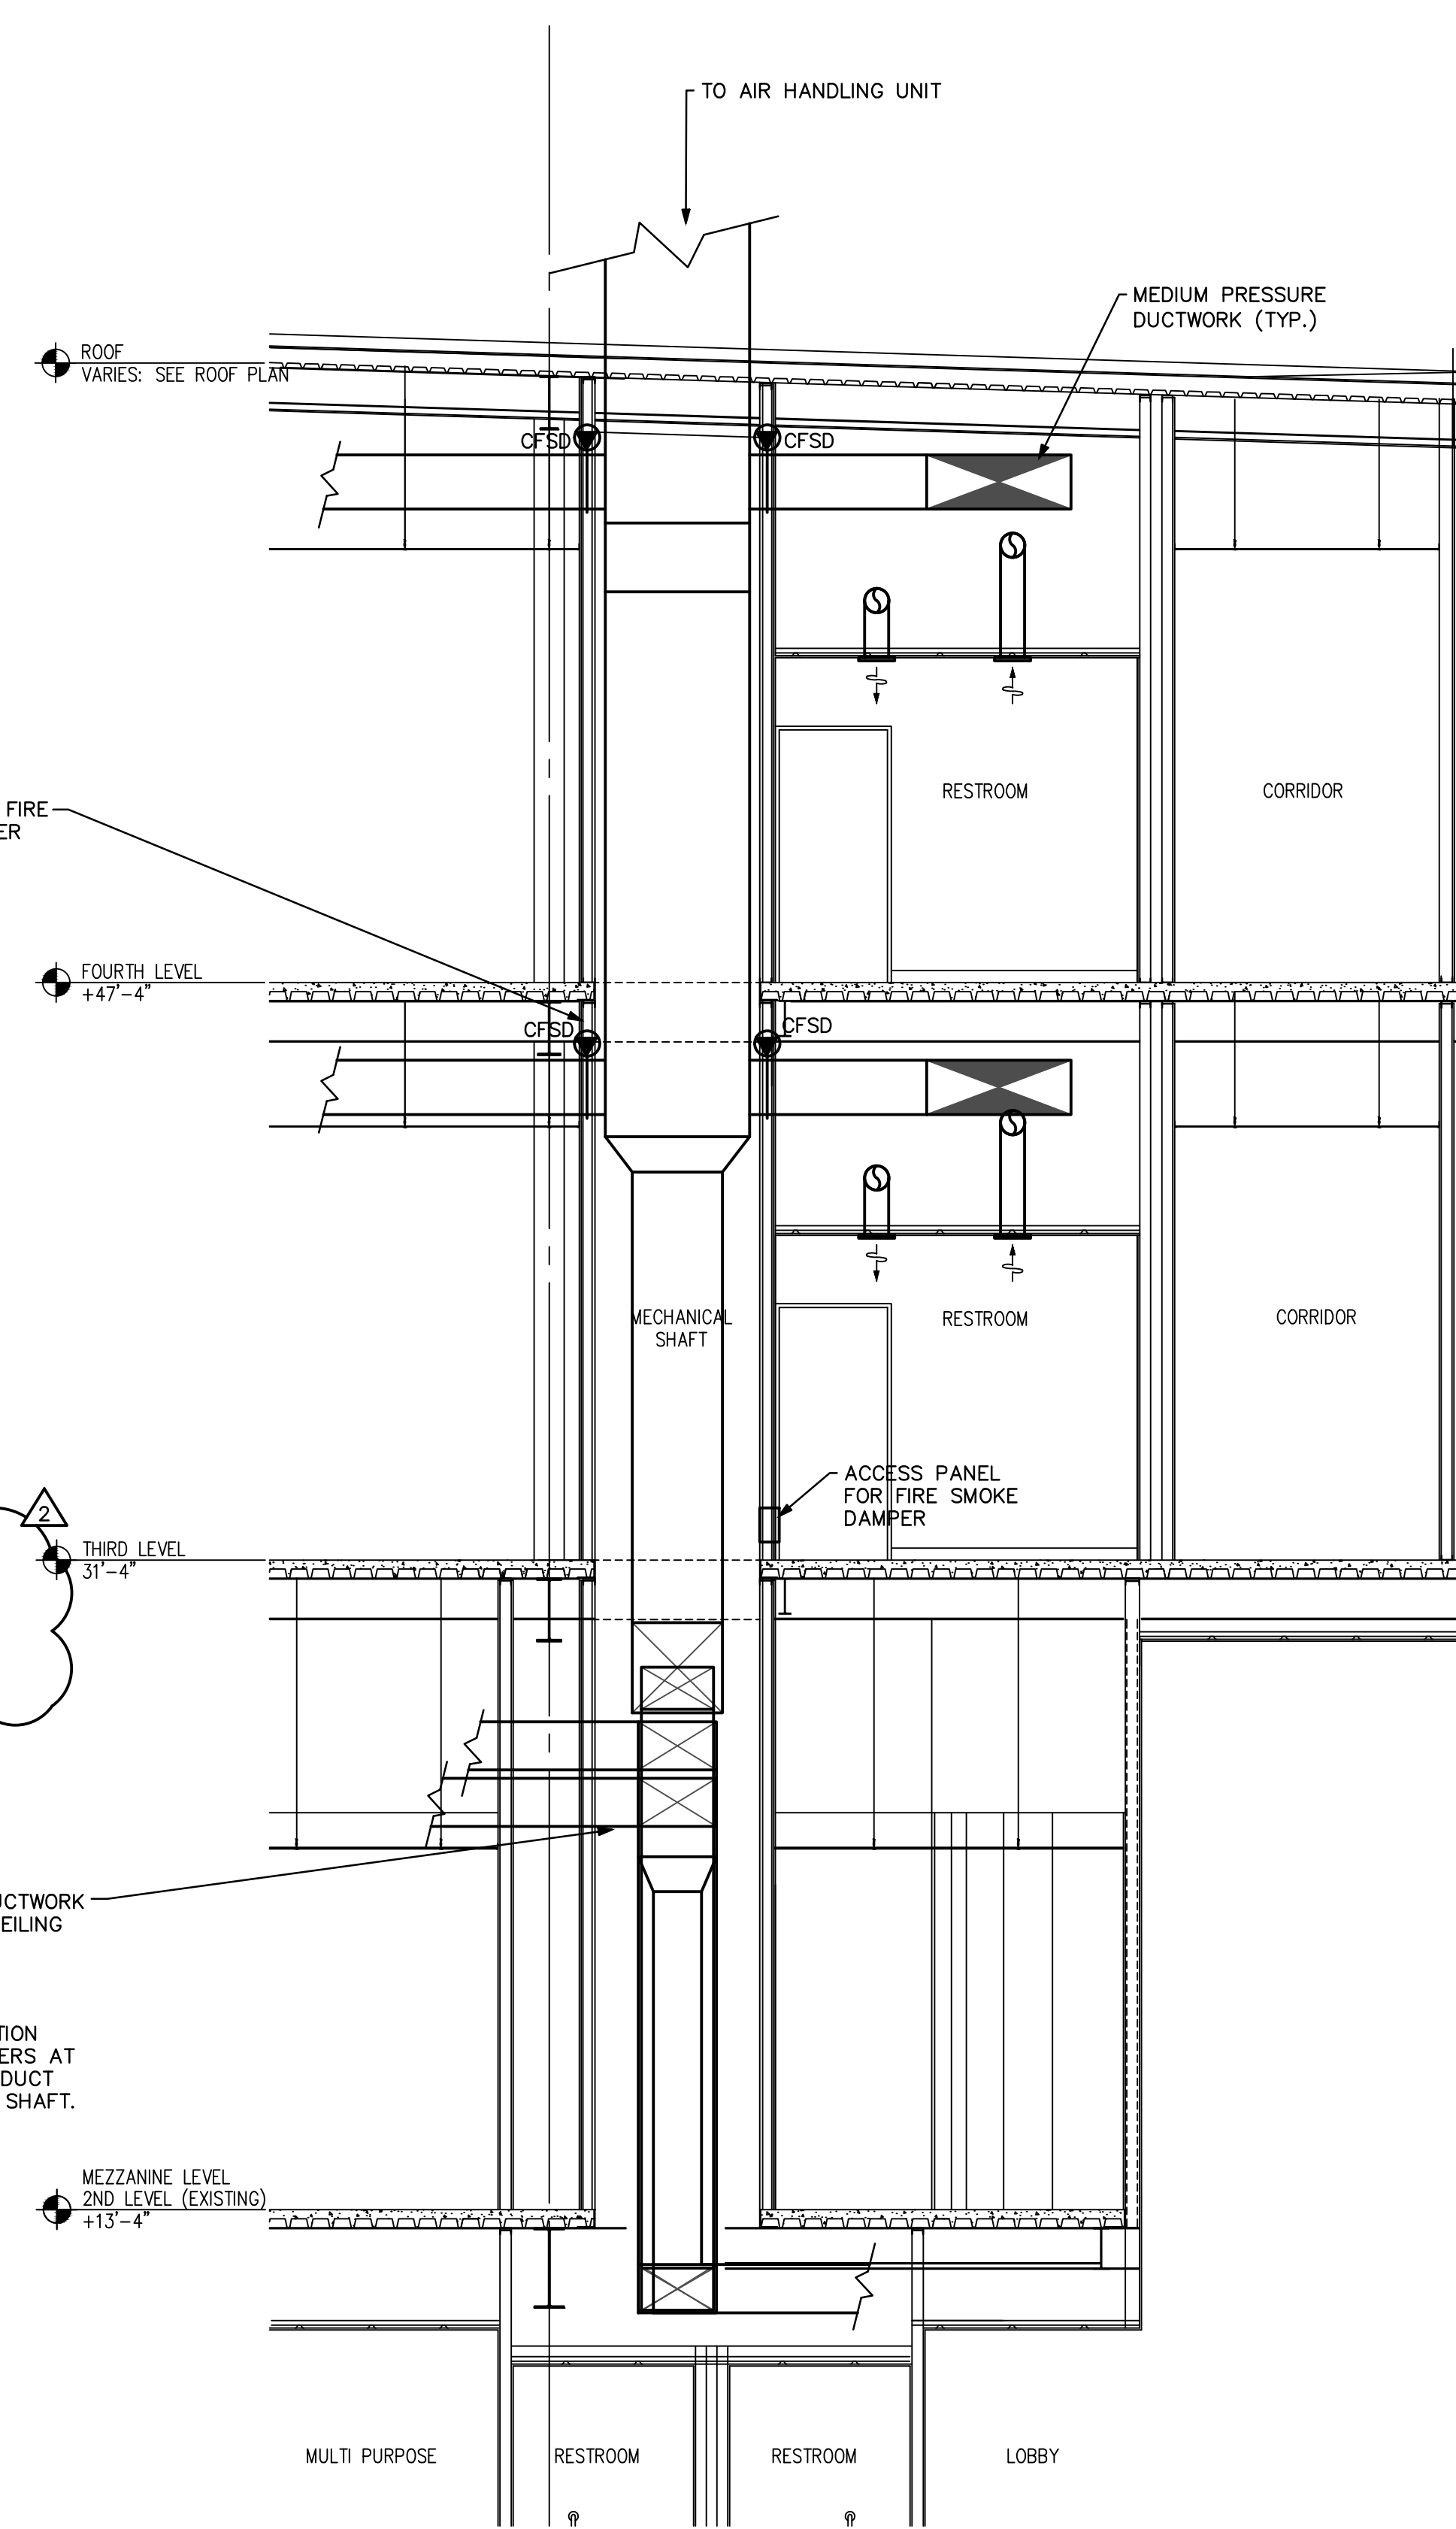 TO AIR HANDLING UNIT
MEDIUM PRESSURE
DUCTWORK (TYP.)
ROOF
VARIES: SEE ROOF PLAN
CFSD
CFSD
RESTROOM
CORRIDOR
FIRE
ER
FOURTH LEVEL
+47'-4"
CFSD
CFSD
MECHANICAL
SHAFT
RESTROOM
CORRIDOR
ACCESS PANEL
FOR FIRE SMOKE
DAMPER
2
THIRD LEVEL
31'-4"
UCTWORK
EILING
TION
ERS AT
DUCT
SHAFT.
MEZZANINE LEVEL
2ND LEVEL (EXISTING)
+13'-4"
MULTI PURPOSE
RESTROOM
RESTROOM
LOBBY